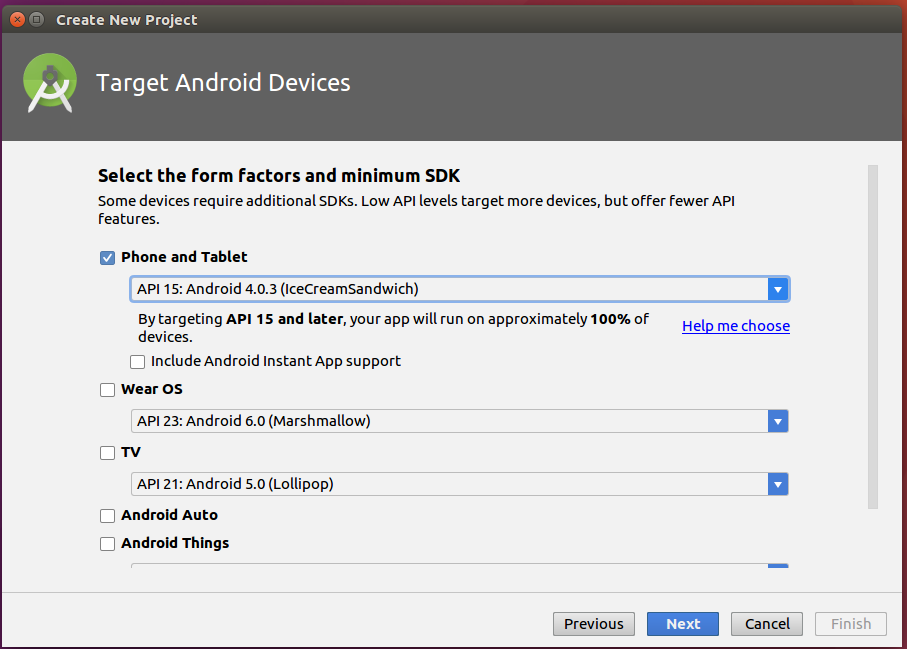 Create New Project
Target Android Devices
Select the form factors and minimum SDK
Some devices require additional SDKs. Low API levels target more devices, but offer fewer API
features.
Phone and Tablet
API 15: Android 4.0.3 (IceCreamSandwich)
By targeting API 15 and later, your app will run on approximately 100% of
devices.
Help me choose
Include Android Instant App support
Wear OS
API 23: Android 6.0 (Marshmallow)
TV
API 21: Android 5.0 (Lollipop)
Android Auto
Android Things
Previous Next Cancel Finish